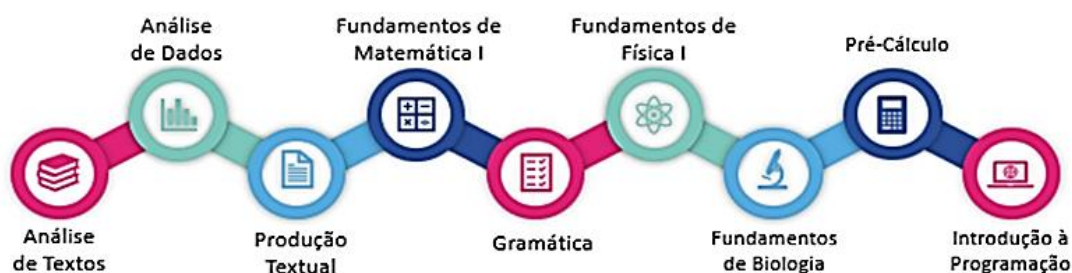 Análise
de Textos
Análise
de Dados
Produção
Textual
Fundamentos de
Matemática I
Gramática
Fundamentos de
Física I
Fundamentos
de Biologia
Pré-Cálculo
Introdução à
Programação